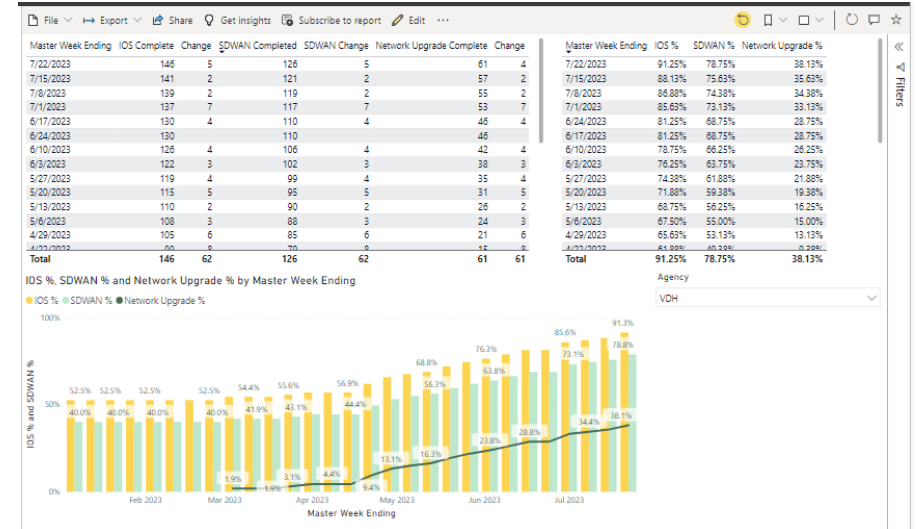 File Export Share Get insights Subscribe to report Edit ...
Master Week Ending IOS Complete Change SDWAN Completed SDWAN Change Network Upgrade Complete Change
7/22/2023 146 5 126 5 61 4
7/15/2023 141 2 121 2 57 2
7/8/2023 139 2 119 2 55 2
7/1/2023 137 7 117 7 53 7
6/17/2023 130 4 110 4 46 4
6/24/2023 130 110 46
6/10/2023 126 4 106 4 42 4
6/3/2023 122 3 102 3 38 3
5/27/2023 119 4 99 4 35 4
5/20/2023 115 5 95 5 31 5
5/13/2023 110 2 90 2 26 2
5/6/2023 108 3 88 3 24 3
4/29/2023 105 6 85 6 21 6
Total 146 62 126 62 61 61
Master Week Ending IOS % SDWAN % Network Upgrade %
7/22/2023 91.25% 78.75% 38.13%
7/15/2023 88.13% 75.63% 35.63%
7/8/2023 86.88% 74.38% 34.38%
7/1/2023 85.63% 73.13% 33.13%
6/24/2023 81.25% 68.75% 28.75%
6/17/2023 81.25% 68.75% 28.75%
6/10/2023 78.75% 66.25% 26.25%
6/3/2023 76.25% 63.75% 23.75%
5/27/2023 74.38% 61.88% 21.88%
5/20/2023 71.88% 59.38% 19.38%
5/13/2023 68.75% 56.25% 16.25%
5/6/2023 67.50% 55.00% 15.00%
4/29/2023 65.63% 53.13% 13.13%
Total 91.25% 78.75% 38.13%
Filters
IOS %, SDWAN % and Network Upgrade % by Master Week Ending
IOS % SDWAN % Network Upgrade %
Agency
VDH
100%
50%
0%
IOS % and SDWAN %
52.5% 52.5% 52.5% 52.5% 54.4% 55.6% 56.9% 68.8% 76.3% 85.6% 91.3%
40.0% 40.0% 40.0% 40.0% 41.9% 43.1% 44.4% 56.3% 63.8% 73.1% 78.8%
1.9% 1.9% 3.1% 4.4% 9.4% 13.1% 16.3% 23.8% 28.8% 34.4% 38.1%
Feb 2023 Mar 2023 Apr 2023 May 2023 Jun 2023 Jul 2023
Master Week Ending